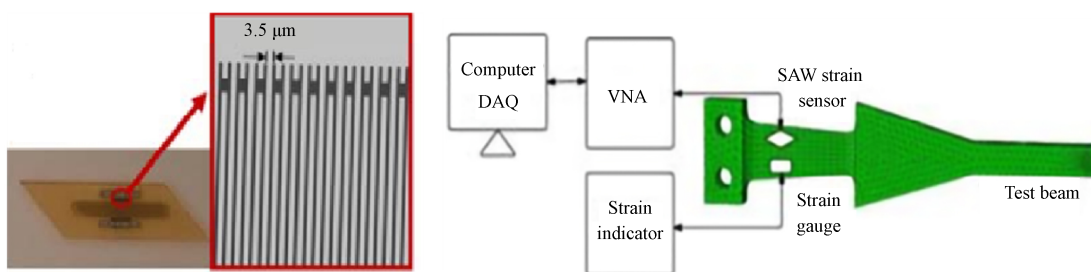 3.5 μm
Computer
DAQ
VNA
SAW strain
sensor
Strain
indicator
Strain
gauge
Test beam